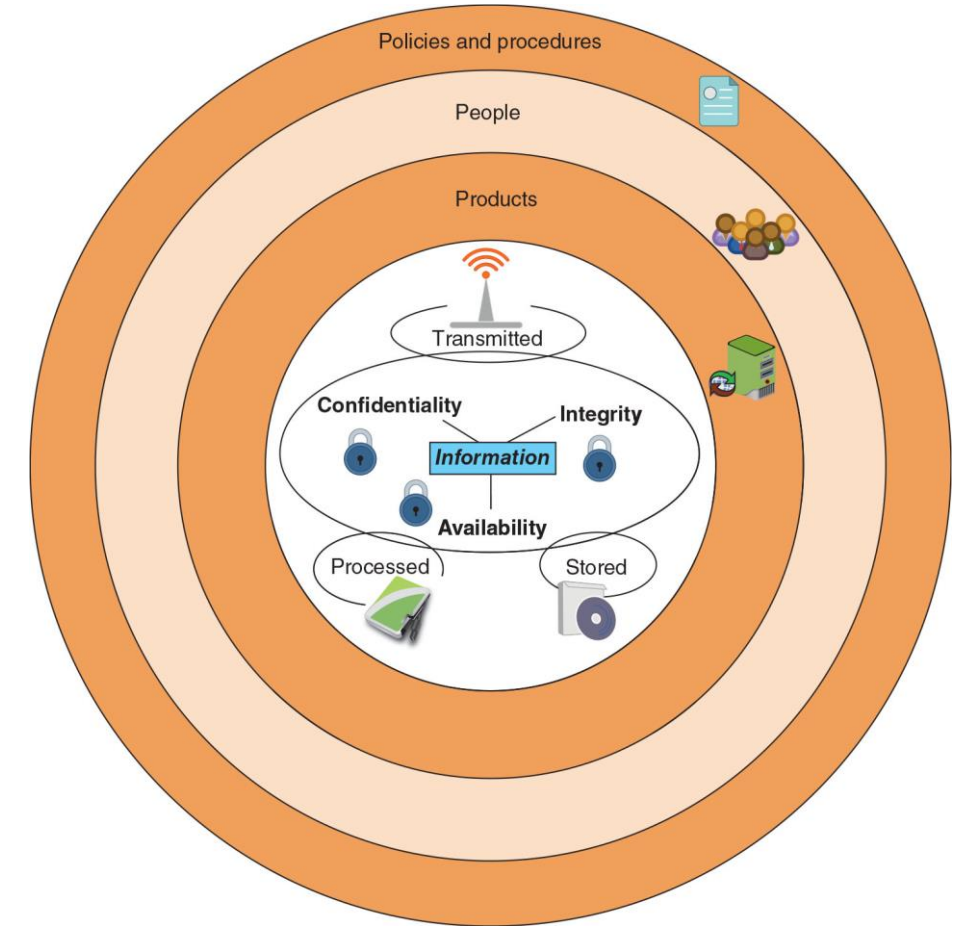 Policies and procedures
People
Products
Transmitted
Confidentiality
Integrity
Information
Availability
Processed
Stored